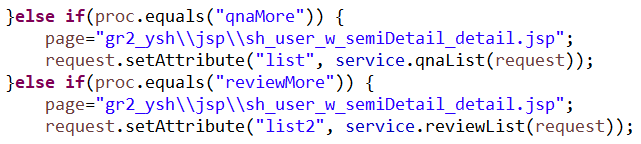 }else if(proc.equals("qnaMore")) {
    page="gr2_ysh\\jsp\\sh_user_w_semiDetail_detail.jsp";
    request.setAttribute("list", service.qnaList(request));
}else if(proc.equals("reviewMore")) {
    page="gr2_ysh\\jsp\\sh_user_w_semiDetail_detail.jsp";
    request.setAttribute("list2", service.reviewList(request));